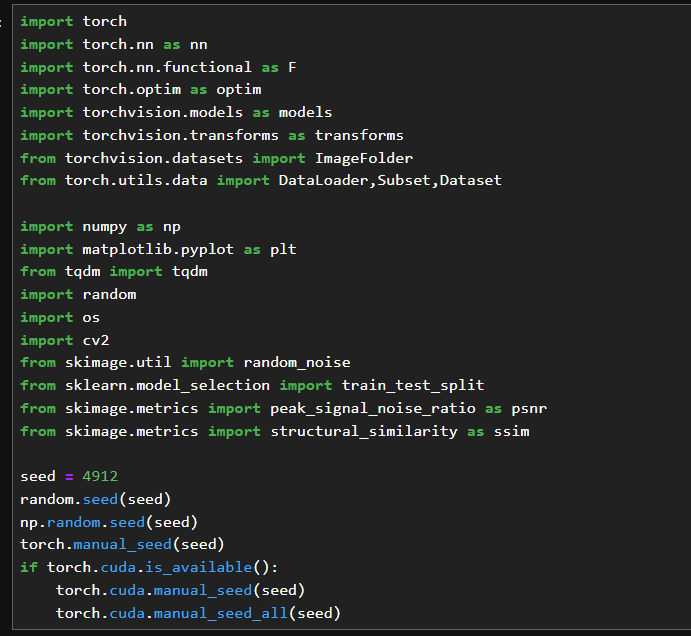 import torch
import torch.nn as nn
import torch.nn.functional as F
import torch.optim as optim
import torchvision.models as models
import torchvision.transforms as transforms
from torchvision.datasets import ImageFolder
from torch.utils.data import DataLoader,Subset,Dataset

import numpy as np
import matplotlib.pyplot as plt
from tqdm import tqdm
import random
import os
import cv2
from skimage.util import random_noise
from sklearn.model_selection import train_test_split
from skimage.metrics import peak_signal_noise_ratio as psnr
from skimage.metrics import structural_similarity as ssim

seed = 4912
random.seed(seed)
np.random.seed(seed)
torch.manual_seed(seed)
if torch.cuda.is_available():
    torch.cuda.manual_seed(seed)
    torch.cuda.manual_seed_all(seed)